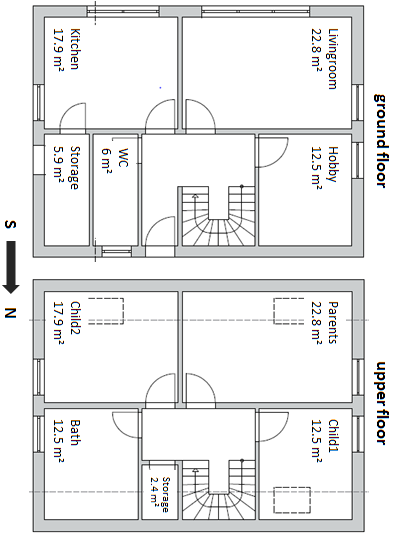 ground floor
Kitchen
17.9 m²
Livingroom
22.8 m²
Storage
5.9 m²
WC
6 m²
Hobby
12.5 m²
S
N
upper floor
Child2
17.9 m²
Parents
22.8 m²
Bath
12.5 m²
Storage
2.4 m²
Child1
12.5 m²